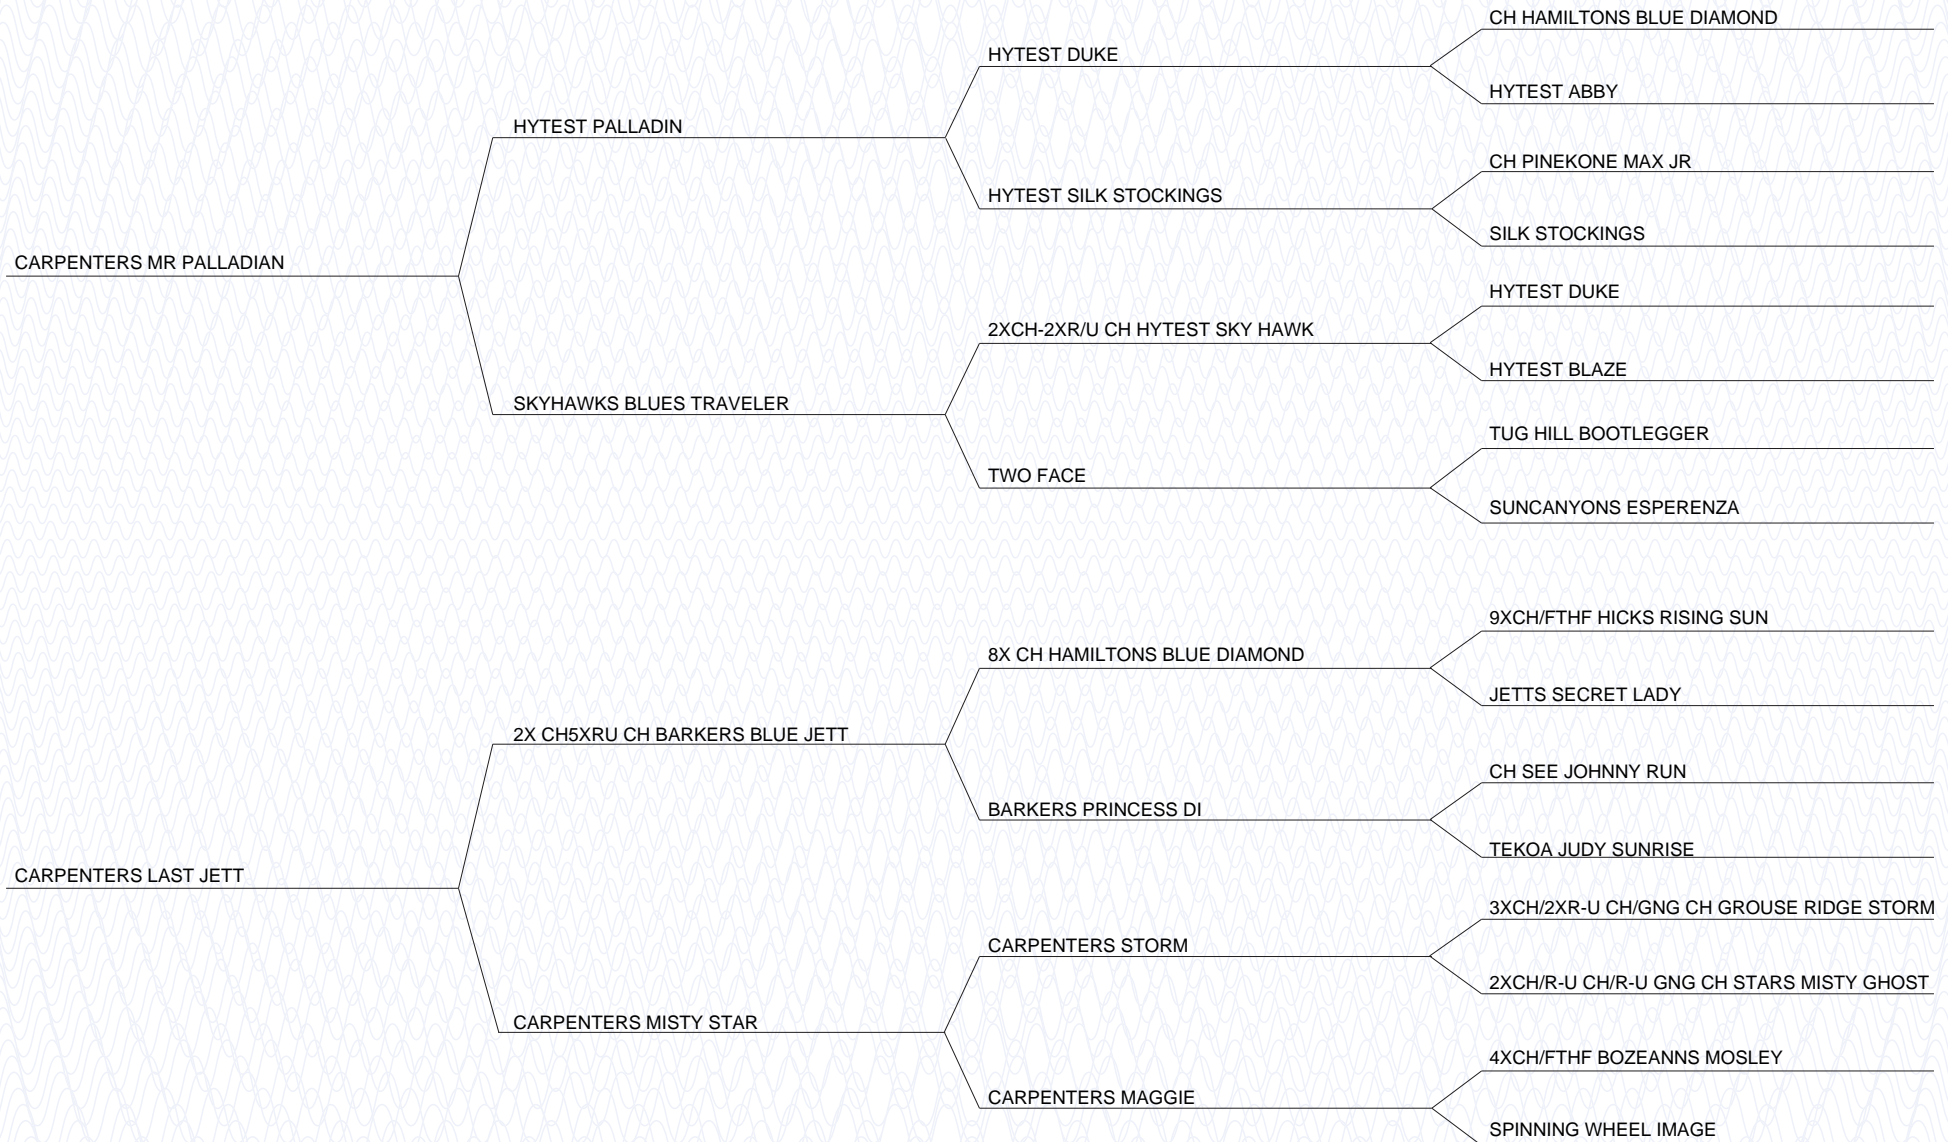 CH HAMILTONS BLUE DIAMOND
HYTEST DUKE
HYTEST ABBY
HYTEST PALLADIN
CH PINEKONE MAX JR
HYTEST SILK STOCKINGS
SILK STOCKINGS
CARPENTERS MR PALLADIAN
HYTEST DUKE
2XCH-2XR/U CH HYTEST SKY HAWK
HYTEST BLAZE
SKYHAWKS BLUES TRAVELER
TUG HILL BOOTLEGGER
TWO FACE
SUNCANYONS ESPERENZA
9XCH/FTHF HICKS RISING SUN
8X CH HAMILTONS BLUE DIAMOND
JETTS SECRET LADY
2X CH5XRU CH BARKERS BLUE JETT
CH SEE JOHNNY RUN
BARKERS PRINCESS DI
TEKOA JUDY SUNRISE
CARPENTERS LAST JETT
3XCH/2XR-U CH/GNG CH GROUSE RIDGE STORM
CARPENTERS STORM
2XCH/R-U CH/R-U GNG CH STARS MISTY GHOST
CARPENTERS MISTY STAR
4XCH/FTHF BOZEANNS MOSLEY
CARPENTERS MAGGIE
SPINNING WHEEL IMAGE